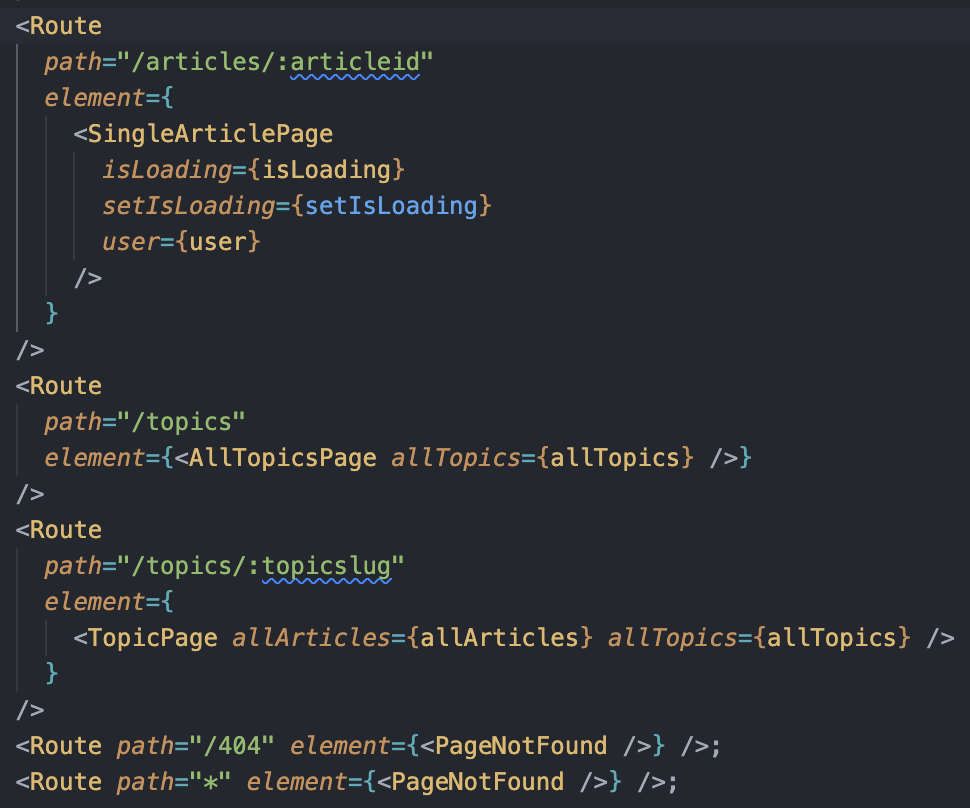 <Route
path="/articles/:articleid"
element={
<SingleArticlePage
isLoading={isLoading}
setIsLoading={setIsLoading}
user={user}
/>
}
/>
<Route
path="/topics"
element={<AllTopicsPage allTopics={allTopics} />}
/>
<Route
path="/topics/:topicslug"
element={
<TopicPage allArticles={allArticles} allTopics={allTopics} />
}
/>
<Route path="/404" element={<PageNotFound />} />;
<Route path="*" element={<PageNotFound />} />;